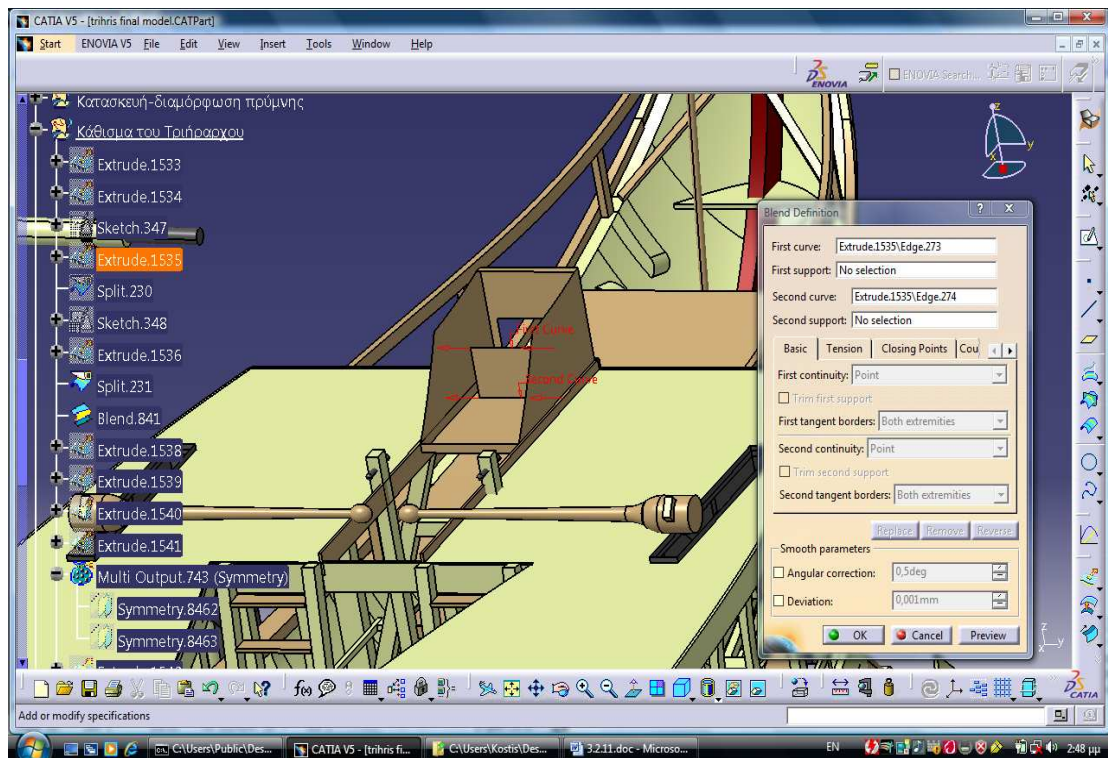 CATIA V5 - [trihris final model.CATPart]
Start ENOVIA V5 File Edit View Insert Tools Window Help
ENOVIA
ENOVIA Search...
Κατασκευή-διαμόρφωση πρύμνης
Κάθισμα του Τριήραρχου
Extrude.1533
Extrude.1534
Sketch.347
Extrude.1535
Split.230
Sketch.348
Extrude.1536
Split.231
Blend.841
Extrude.1538
Extrude.1539
Extrude.1540
Extrude.1541
Multi Output.743 (Symmetry)
Symmetry.8462
Symmetry.8463
First Curve
Second Curve
z
y
x
Blend Definition
First curve: Extrude.1535\Edge.273
First support: No selection
Second curve: Extrude.1535\Edge.274
Second support: No selection
Basic Tension Closing Points Cou
First continuity: Point
Trim first support
First tangent borders: Both extremities
Second continuity: Point
Trim second support
Second tangent borders: Both extremities
Replace Remove Reverse
Smooth parameters
Angular correction: 0,5deg
Deviation: 0,001mm
OK Cancel Preview
z
y
x
CATIA
Add or modify specifications
C:\Users\Public\Des...
CATIA V5 - [trihris fi...
C:\Users\Kostis\Des...
3.2.11.doc - Microso...
EN
2:48 μμ